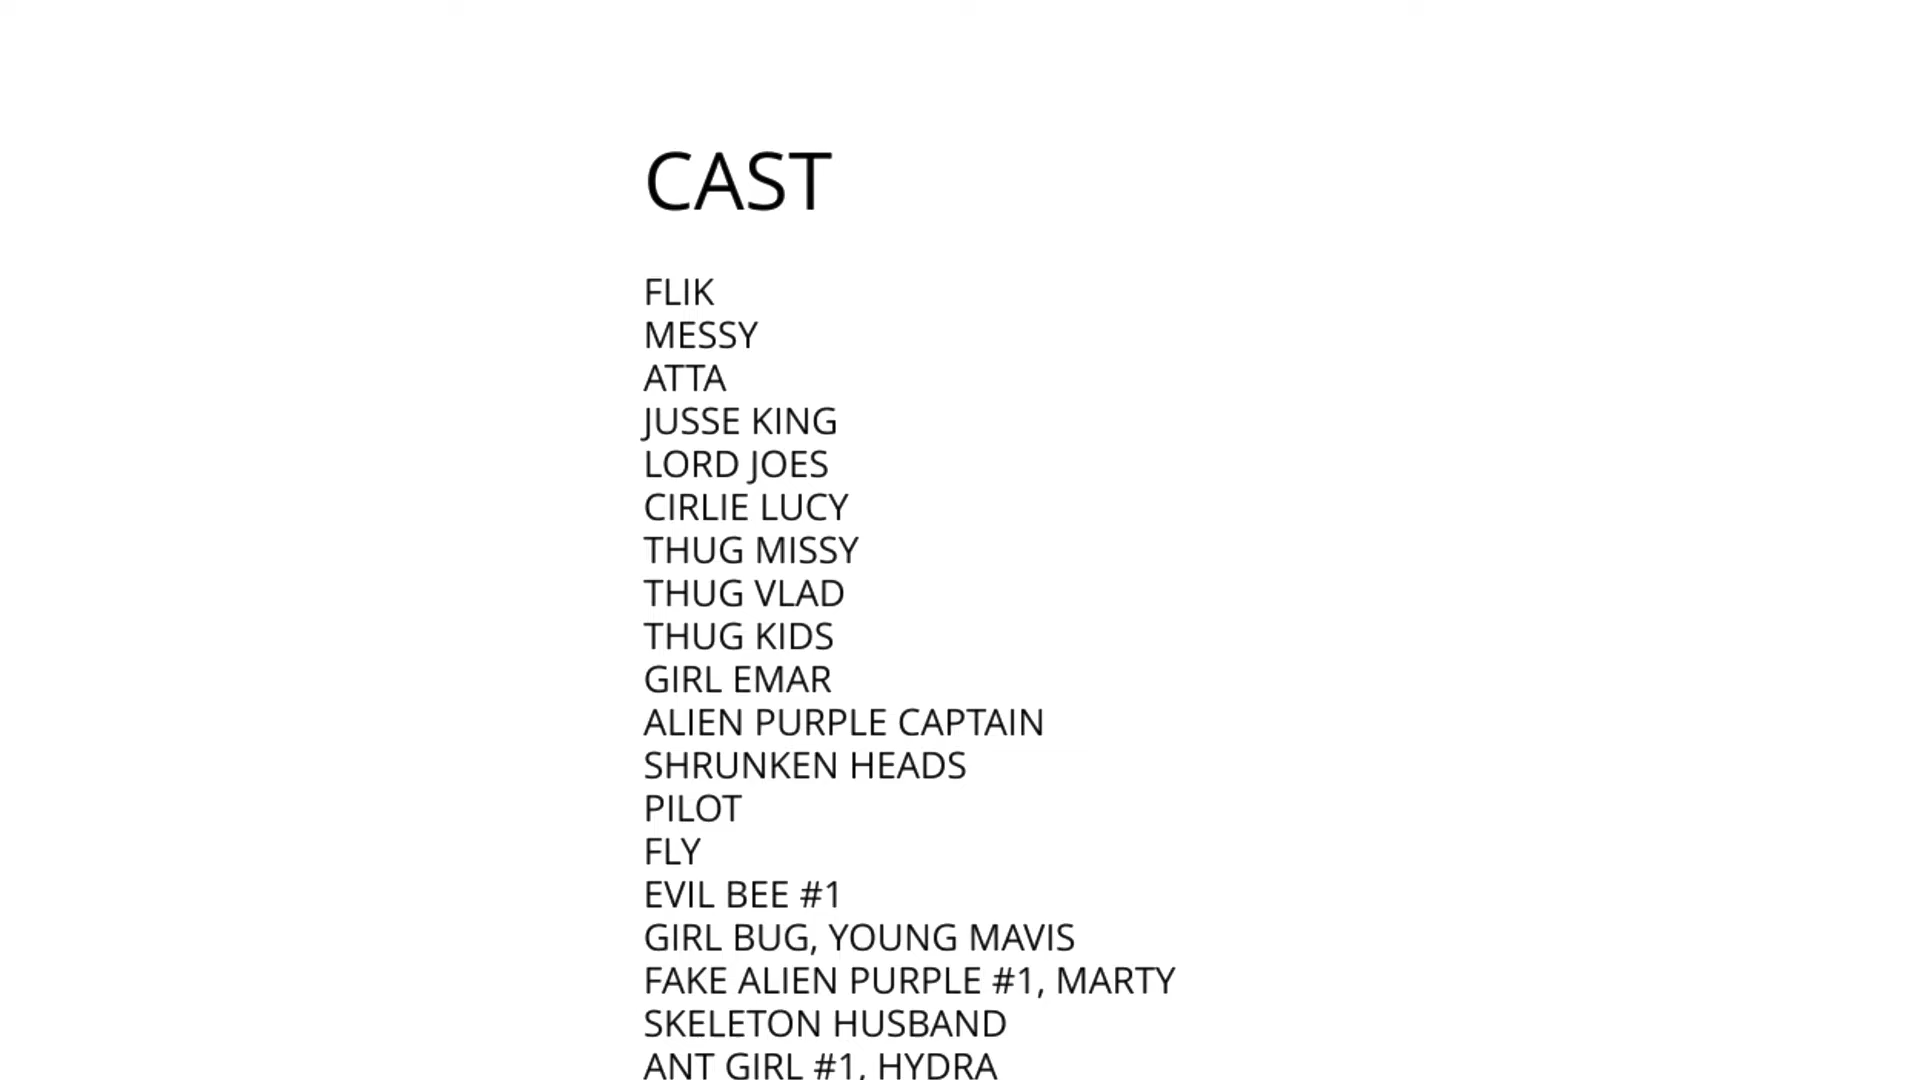 CAST
FLIK
MESSY
ATTA
JUSSE KING
LORD JOES
CIRLIE LUCY
THUG MISSY
THUG VLAD
THUG KIDS
GIRL EMAR
ALIEN PURPLE CAPTAIN
SHRUNKEN HEADS
PILOT
FLY
EVIL BEE #1
GIRL BUG, YOUNG MAVIS
FAKE ALIEN PURPLE #1, MARTY
SKELETON HUSBAND
ANT GIRL #1, HYDRA